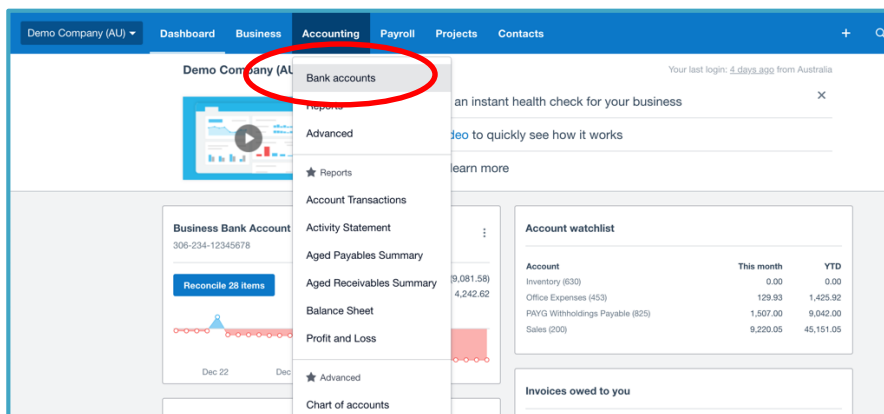 Demo Company (AU) Dashboard Business Accounting Payroll Projects Contacts
Demo Company (AU
Your last login: 4 days ago from Australia
Bank accounts
Reports
Advanced
Reports
Account Transactions
Activity Statement
Aged Payables Summary
Aged Receivables Summary
Balance Sheet
Profit and Loss
Advanced
Chart of accounts
an instant health check for your business
to quickly see how it works
learn more
Business Bank Account
306-234-12345678
Reconcile 28 items
(9,081.58)
4,242.62
Dec 22 Dec
Account watchlist
Account This month YTD
Inventory (630) 0.00 0.00
Office Expenses (453) 129.93 1,425.92
PAYG Withholdings Payable (825) 1,507.00 9,042.00
Sales (200) 9,220.05 45,151.05
Invoices owed to you